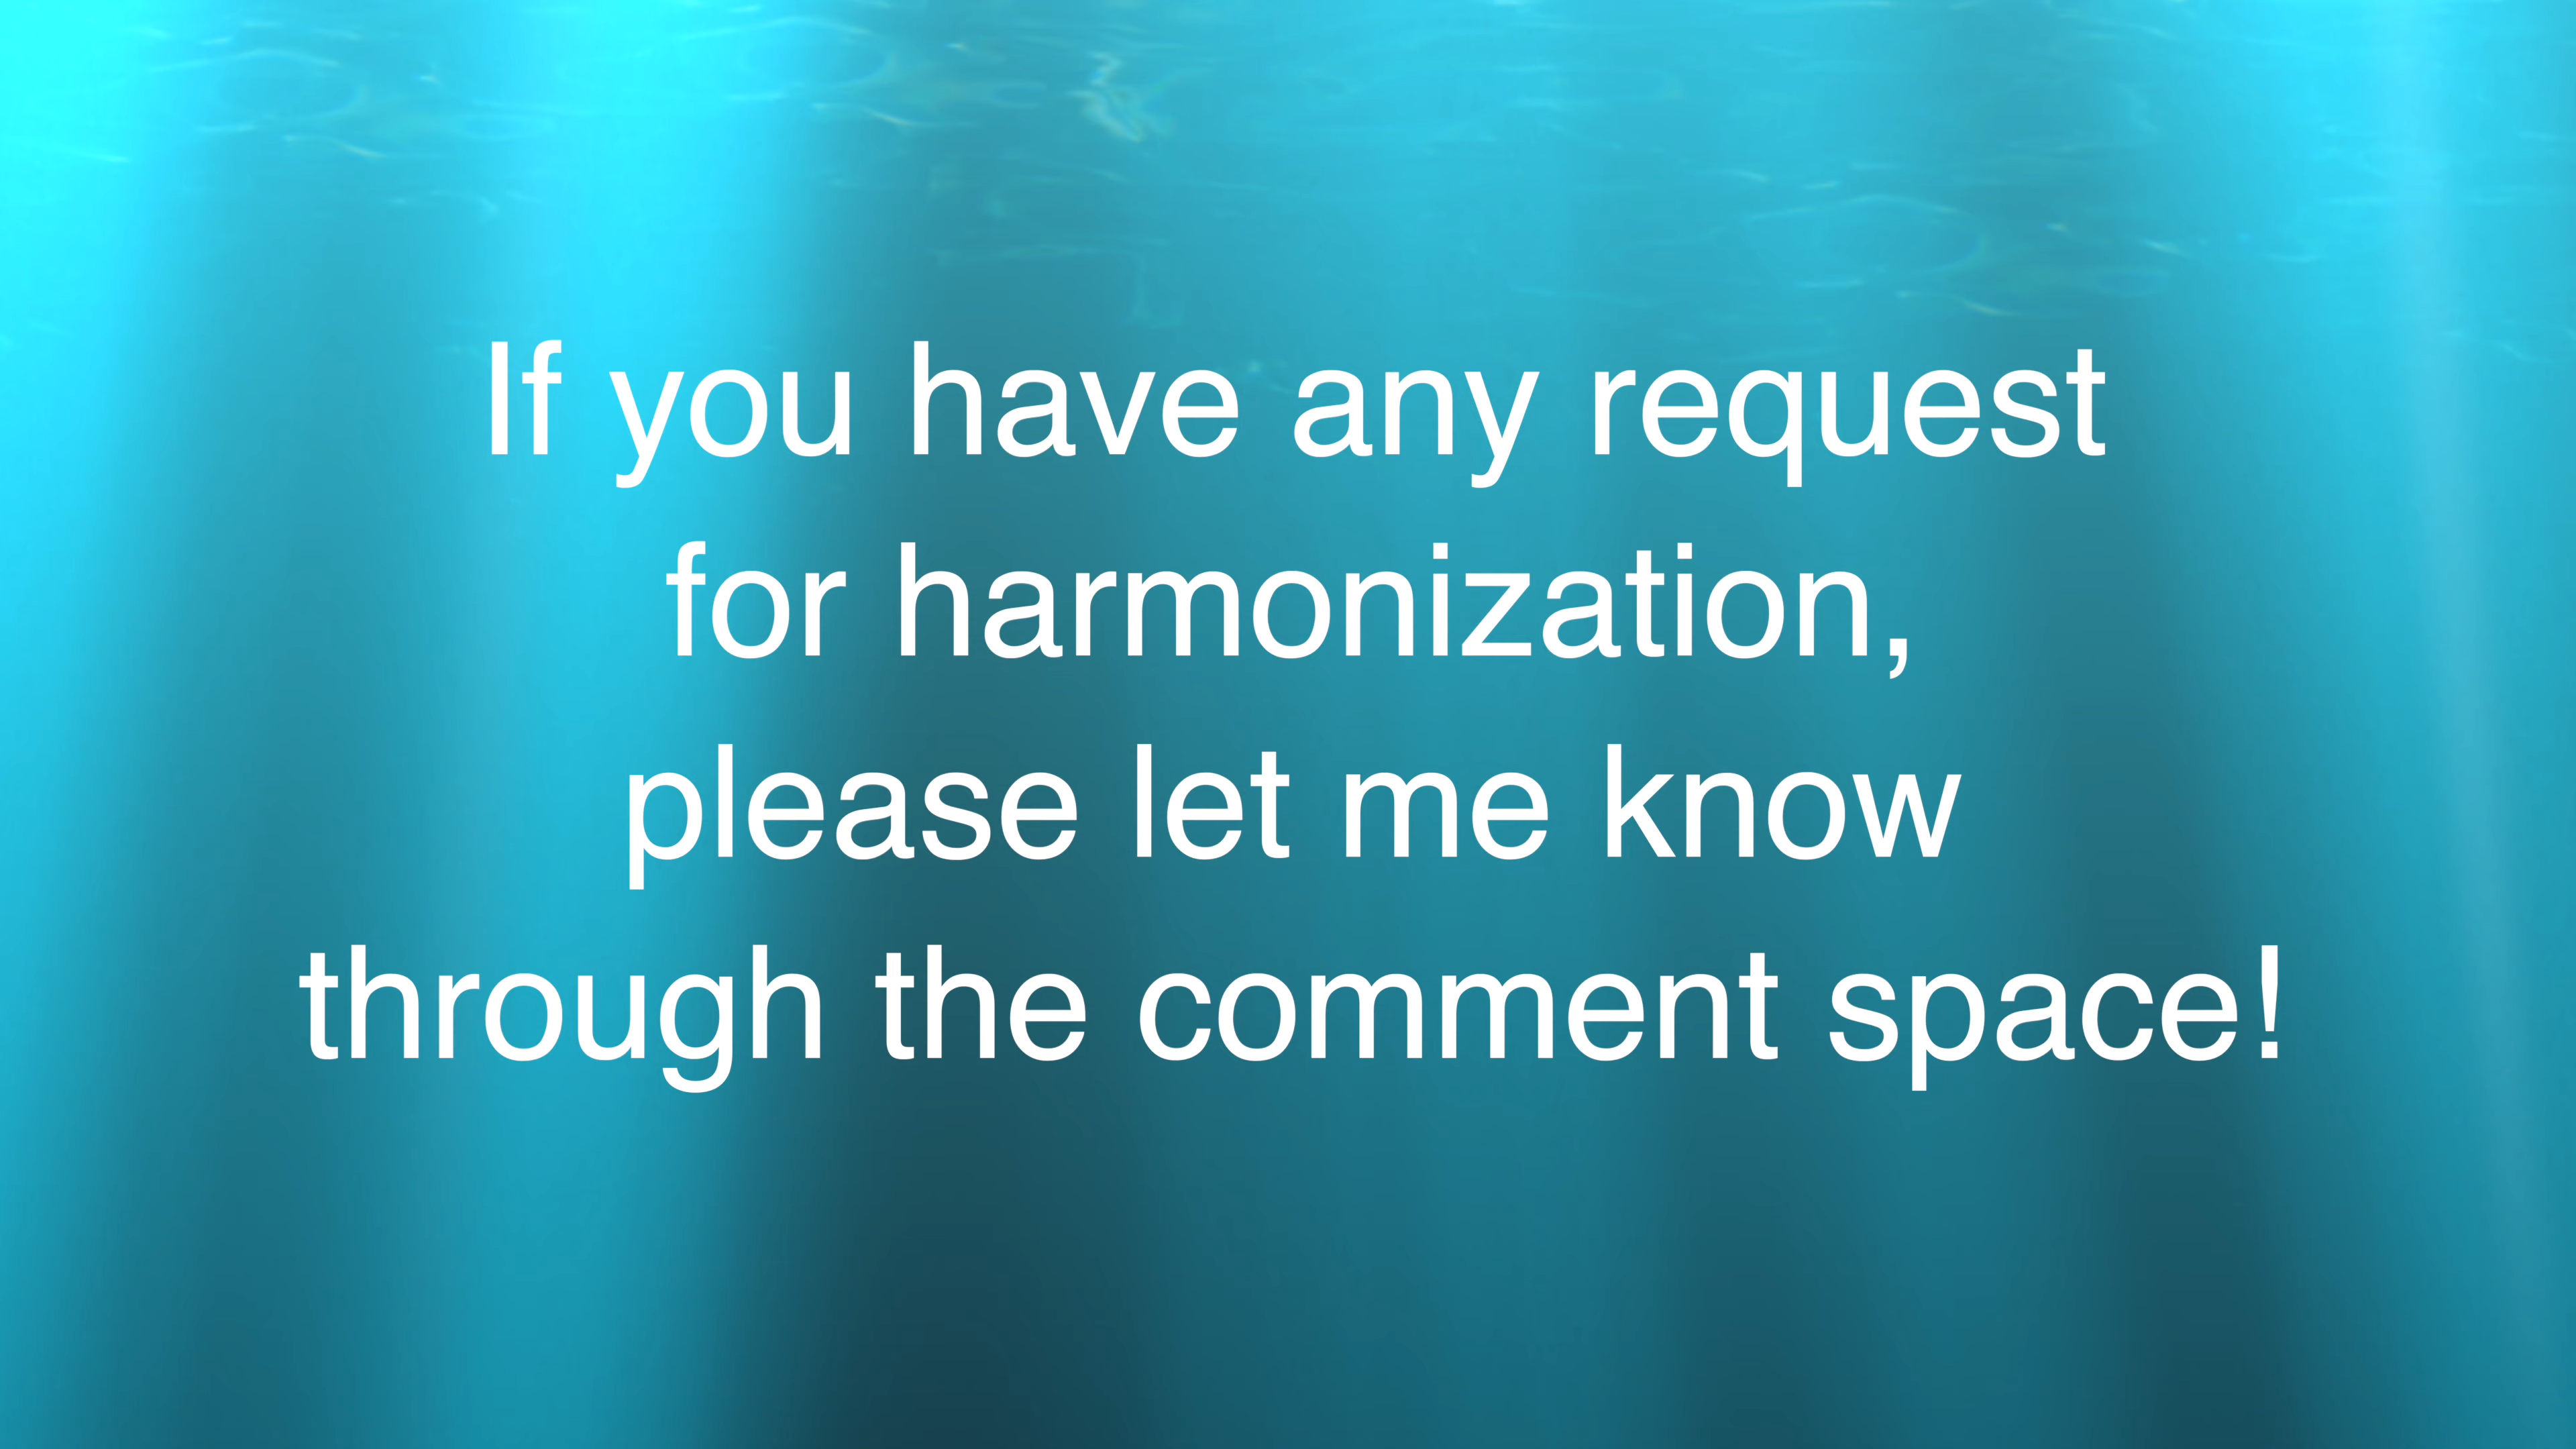 If you have any request
for harmonization,
please let me know
through the comment space!